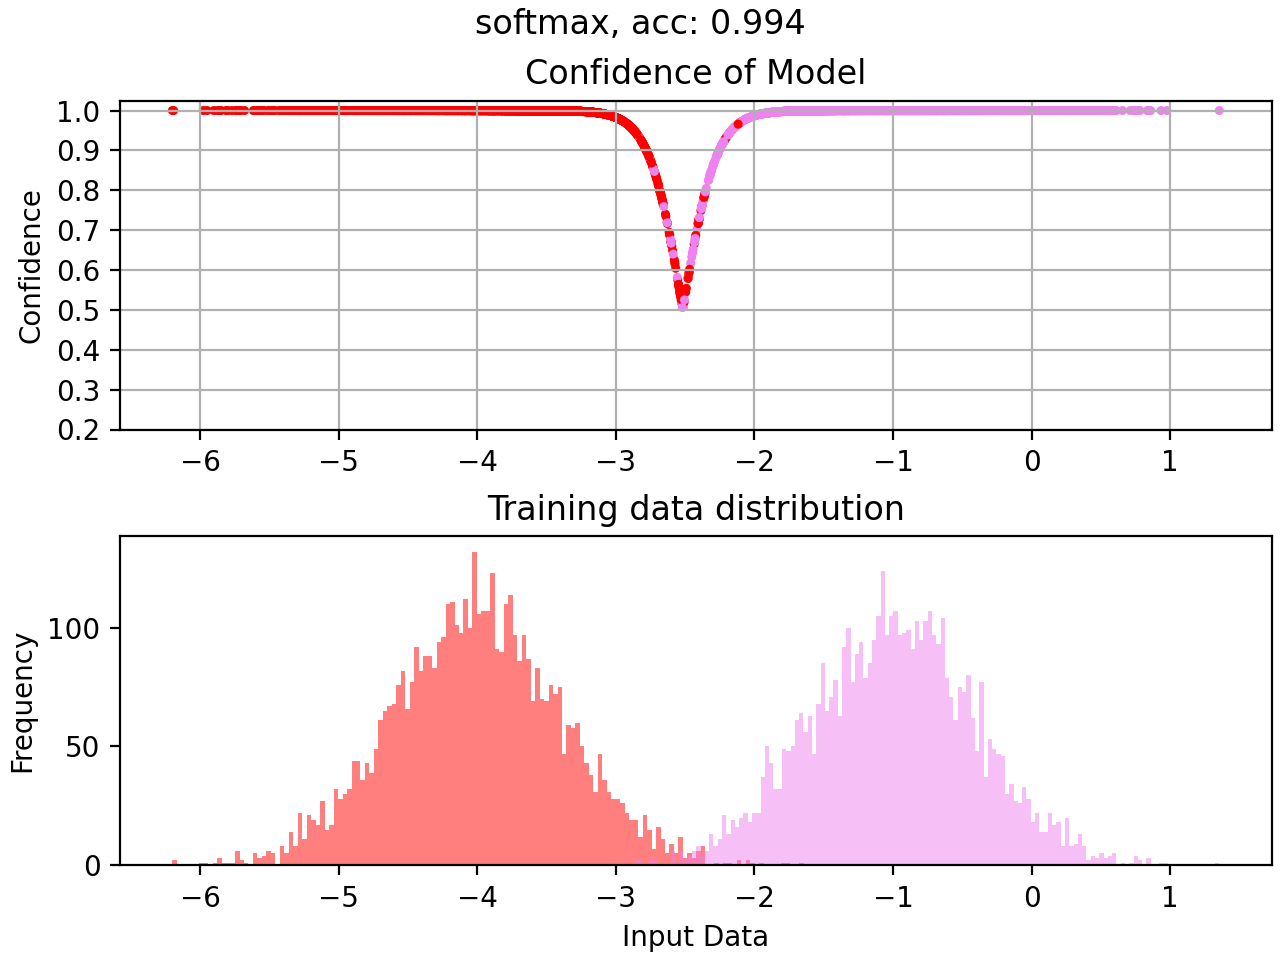 softmax, acc: 0.994
Confidence of Model
Confidence
1.0
0.9
0.8
0.7
0.6
0.5
0.4
0.3
0.2
−6 −5 −4 −3 −2 −1 0 1
Training data distribution
Frequency
100
50
0
−6 −5 −4 −3 −2 −1 0 1
Input Data